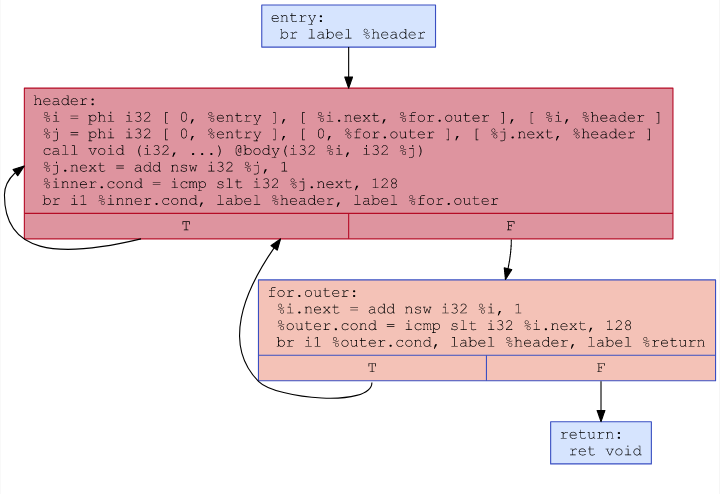 entry:
br label %header
header:
%i = phi i32 [ 0, %entry ], [ %i.next, %for.outer ], [ %i, %header ]
%j = phi i32 [ 0, %entry ], [ 0, %for.outer ], [ %j.next, %header ]
call void (i32, ...) @body(i32 %i, i32 %j)
%j.next = add nsw i32 %j, 1
%inner.cond = icmp slt i32 %j.next, 128
br i1 %inner.cond, label %header, label %for.outer
T F
for.outer:
%i.next = add nsw i32 %i, 1
%outer.cond = icmp slt i32 %i.next, 128
br i1 %outer.cond, label %header, label %return
T F
return:
ret void